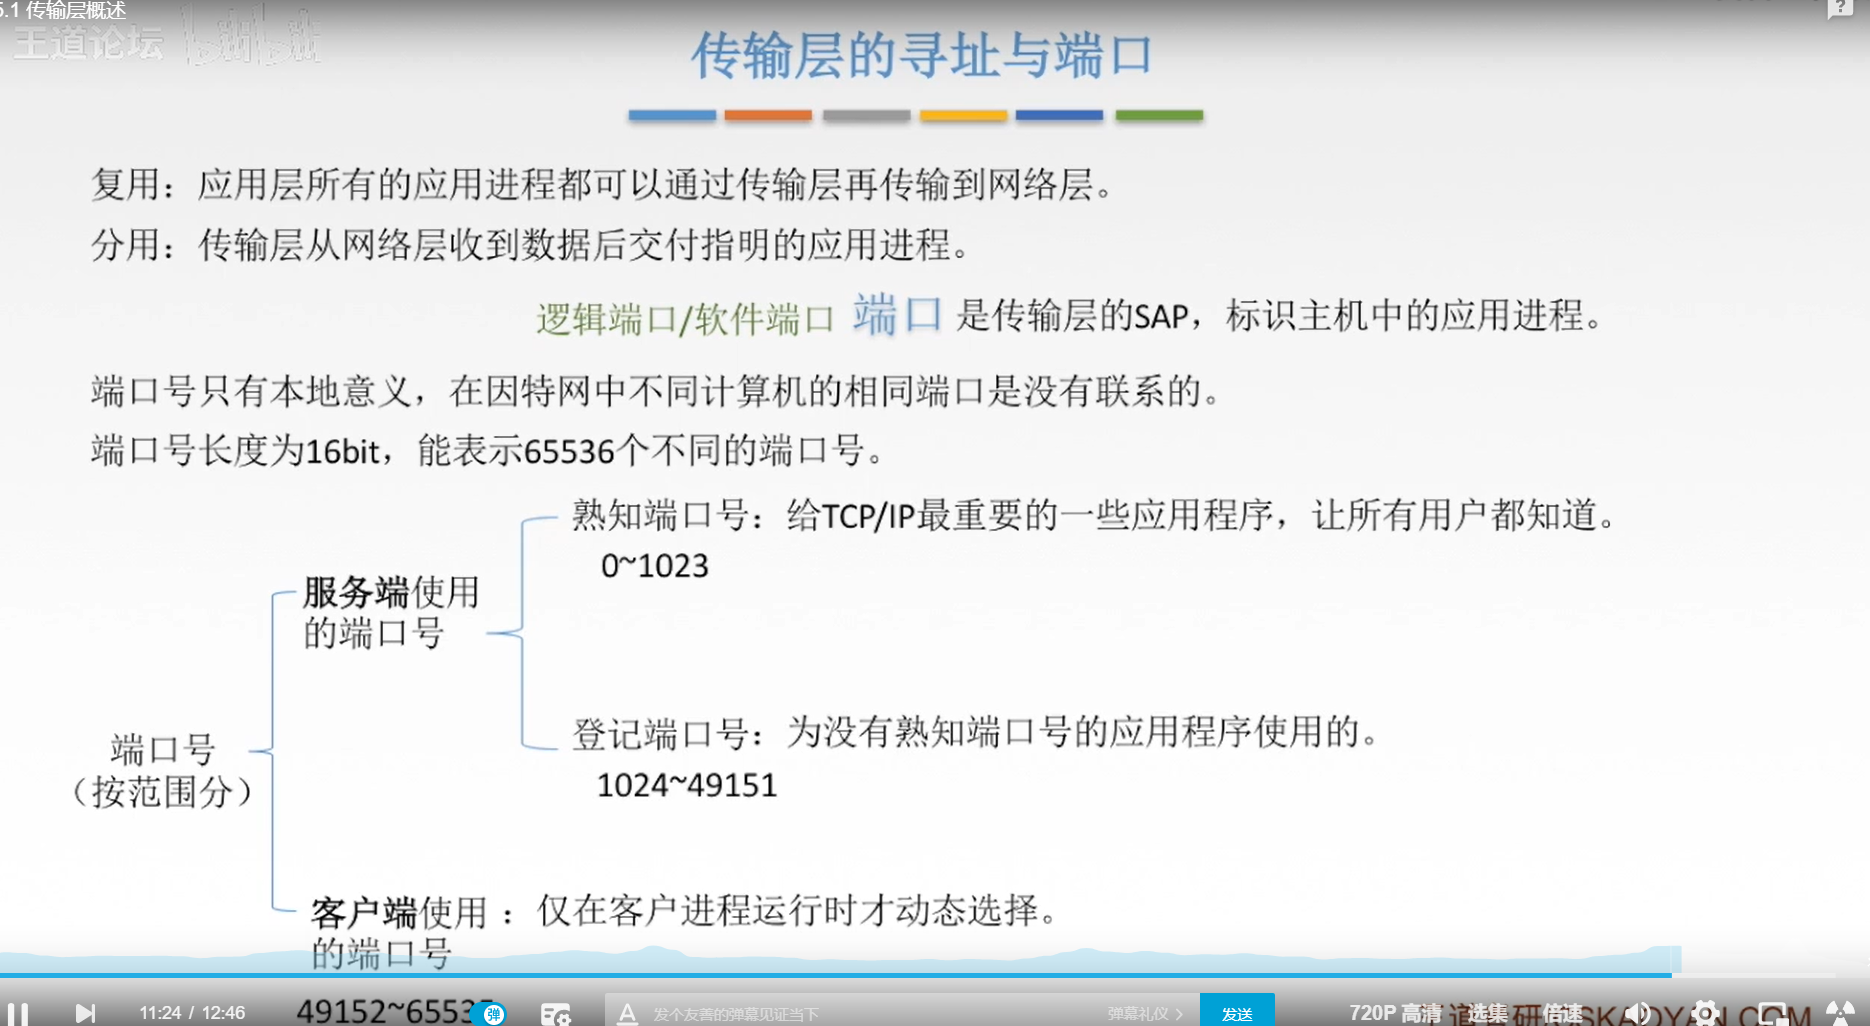 5.1 传输层概述
王道论坛 bilibili
传输层的寻址与端口
复用：应用层所有的应用进程都可以通过传输层再传输到网络层。
分用：传输层从网络层收到数据后交付指明的应用进程。
逻辑端口/软件端口 端口 是传输层的SAP，标识主机中的应用进程。
端口号只有本地意义，在因特网中不同计算机的相同端口是没有联系的。
端口号长度为16bit，能表示65536个不同的端口号。
熟知端口号：给TCP/IP最重要的一些应用程序，让所有用户都知道。
0~1023
服务端使用
的端口号
登记端口号：为没有熟知端口号的应用程序使用的。
1024~49151
端口号
（按范围分）
客户端使用：仅在客户进程运行时才动态选择。
的端口号
49152~6553
弹
11:24 / 12:46
发个友善的弹幕见证当下
弹幕礼仪 >
发送
720P 高清
选集
倍速